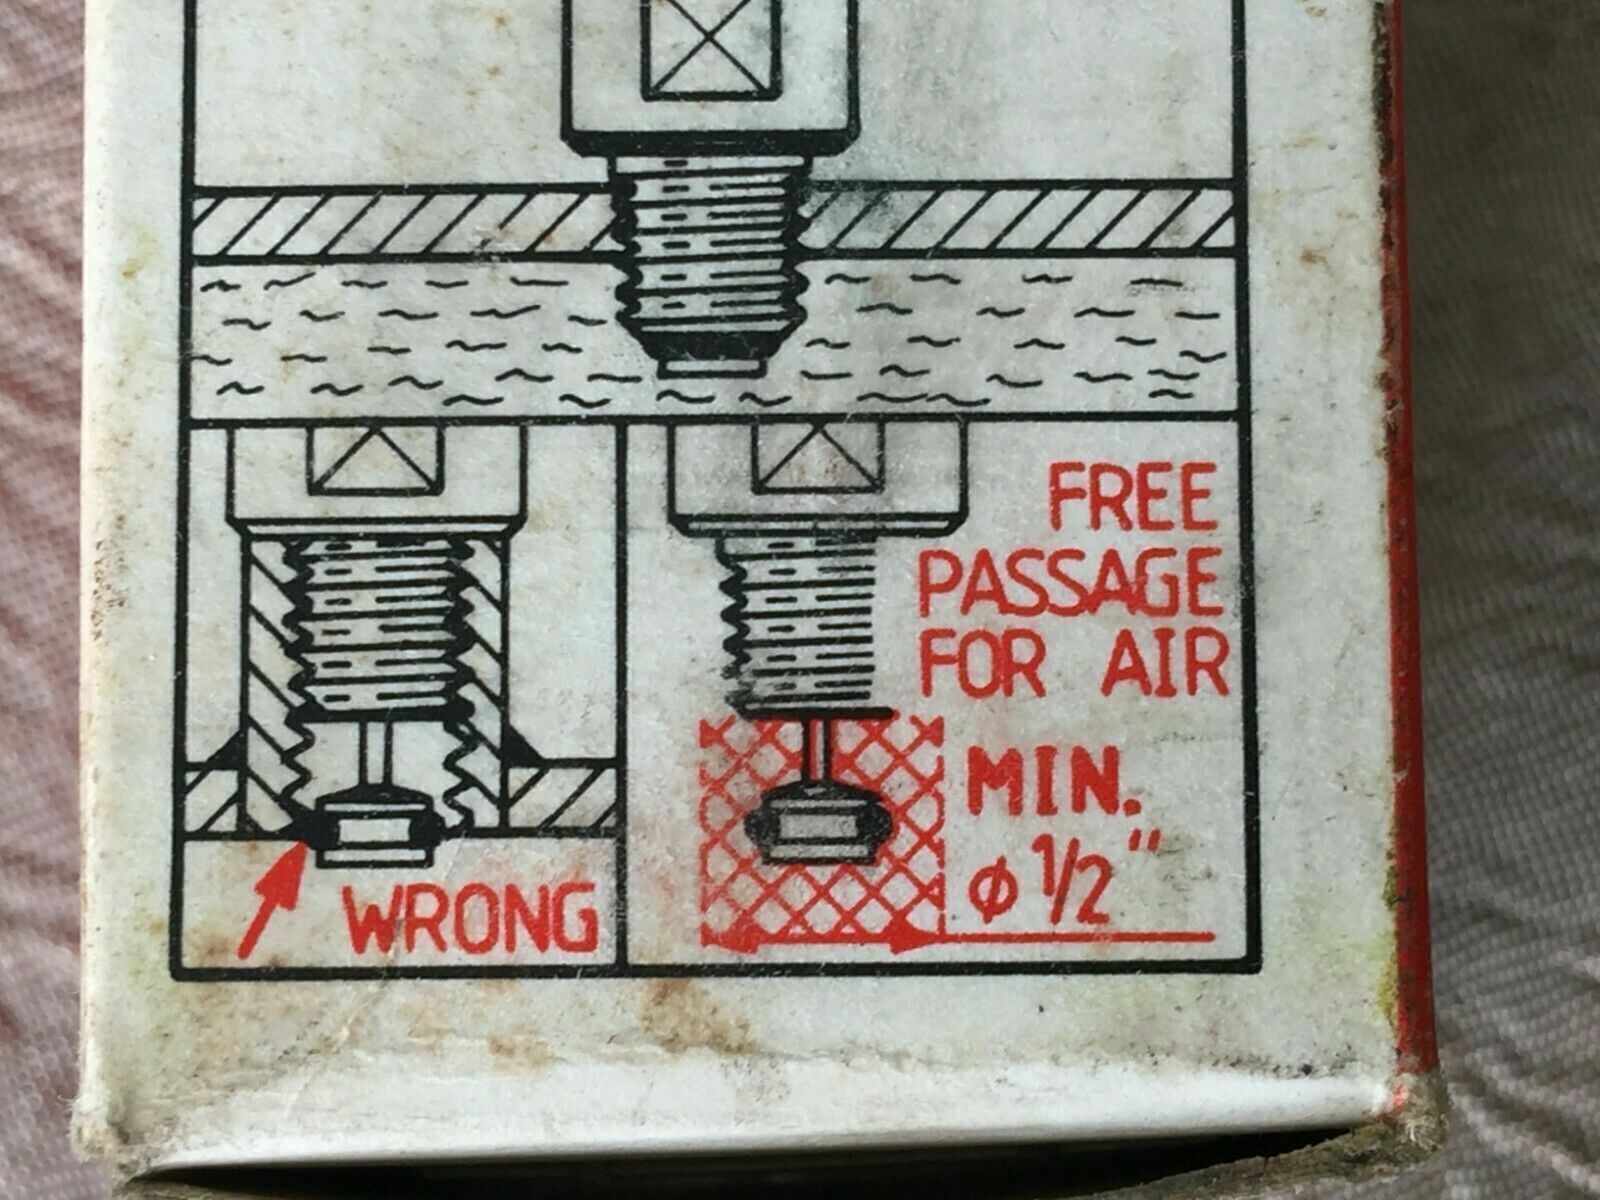 FREE
PASSAGE
FOR AIR
MIN.
ϕ 1/2"
WRONG